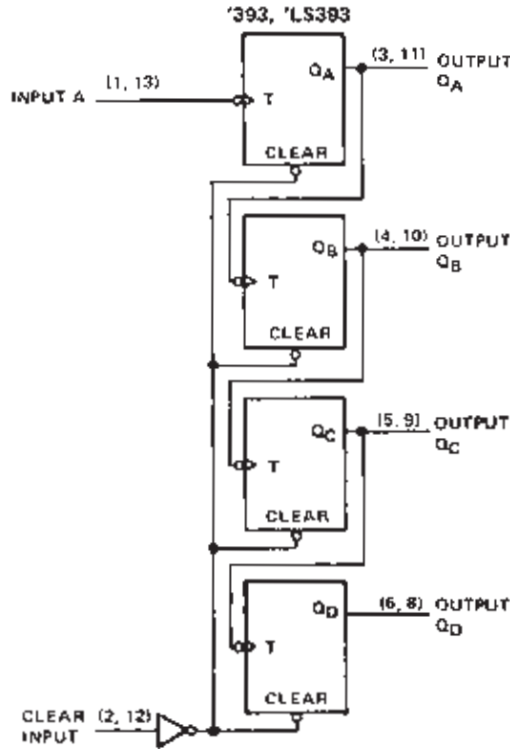 '393, 'LS393
QA
(3, 11)
OUTPUT
QA
INPUT A
(1, 13)
T
CLEAR
QB
(4, 10)
OUTPUT
QB
T
CLEAR
QC
(5, 9)
OUTPUT
QC
T
CLEAR
QD
(6, 8)
OUTPUT
QD
T
CLEAR
CLEAR
INPUT
(2, 12)